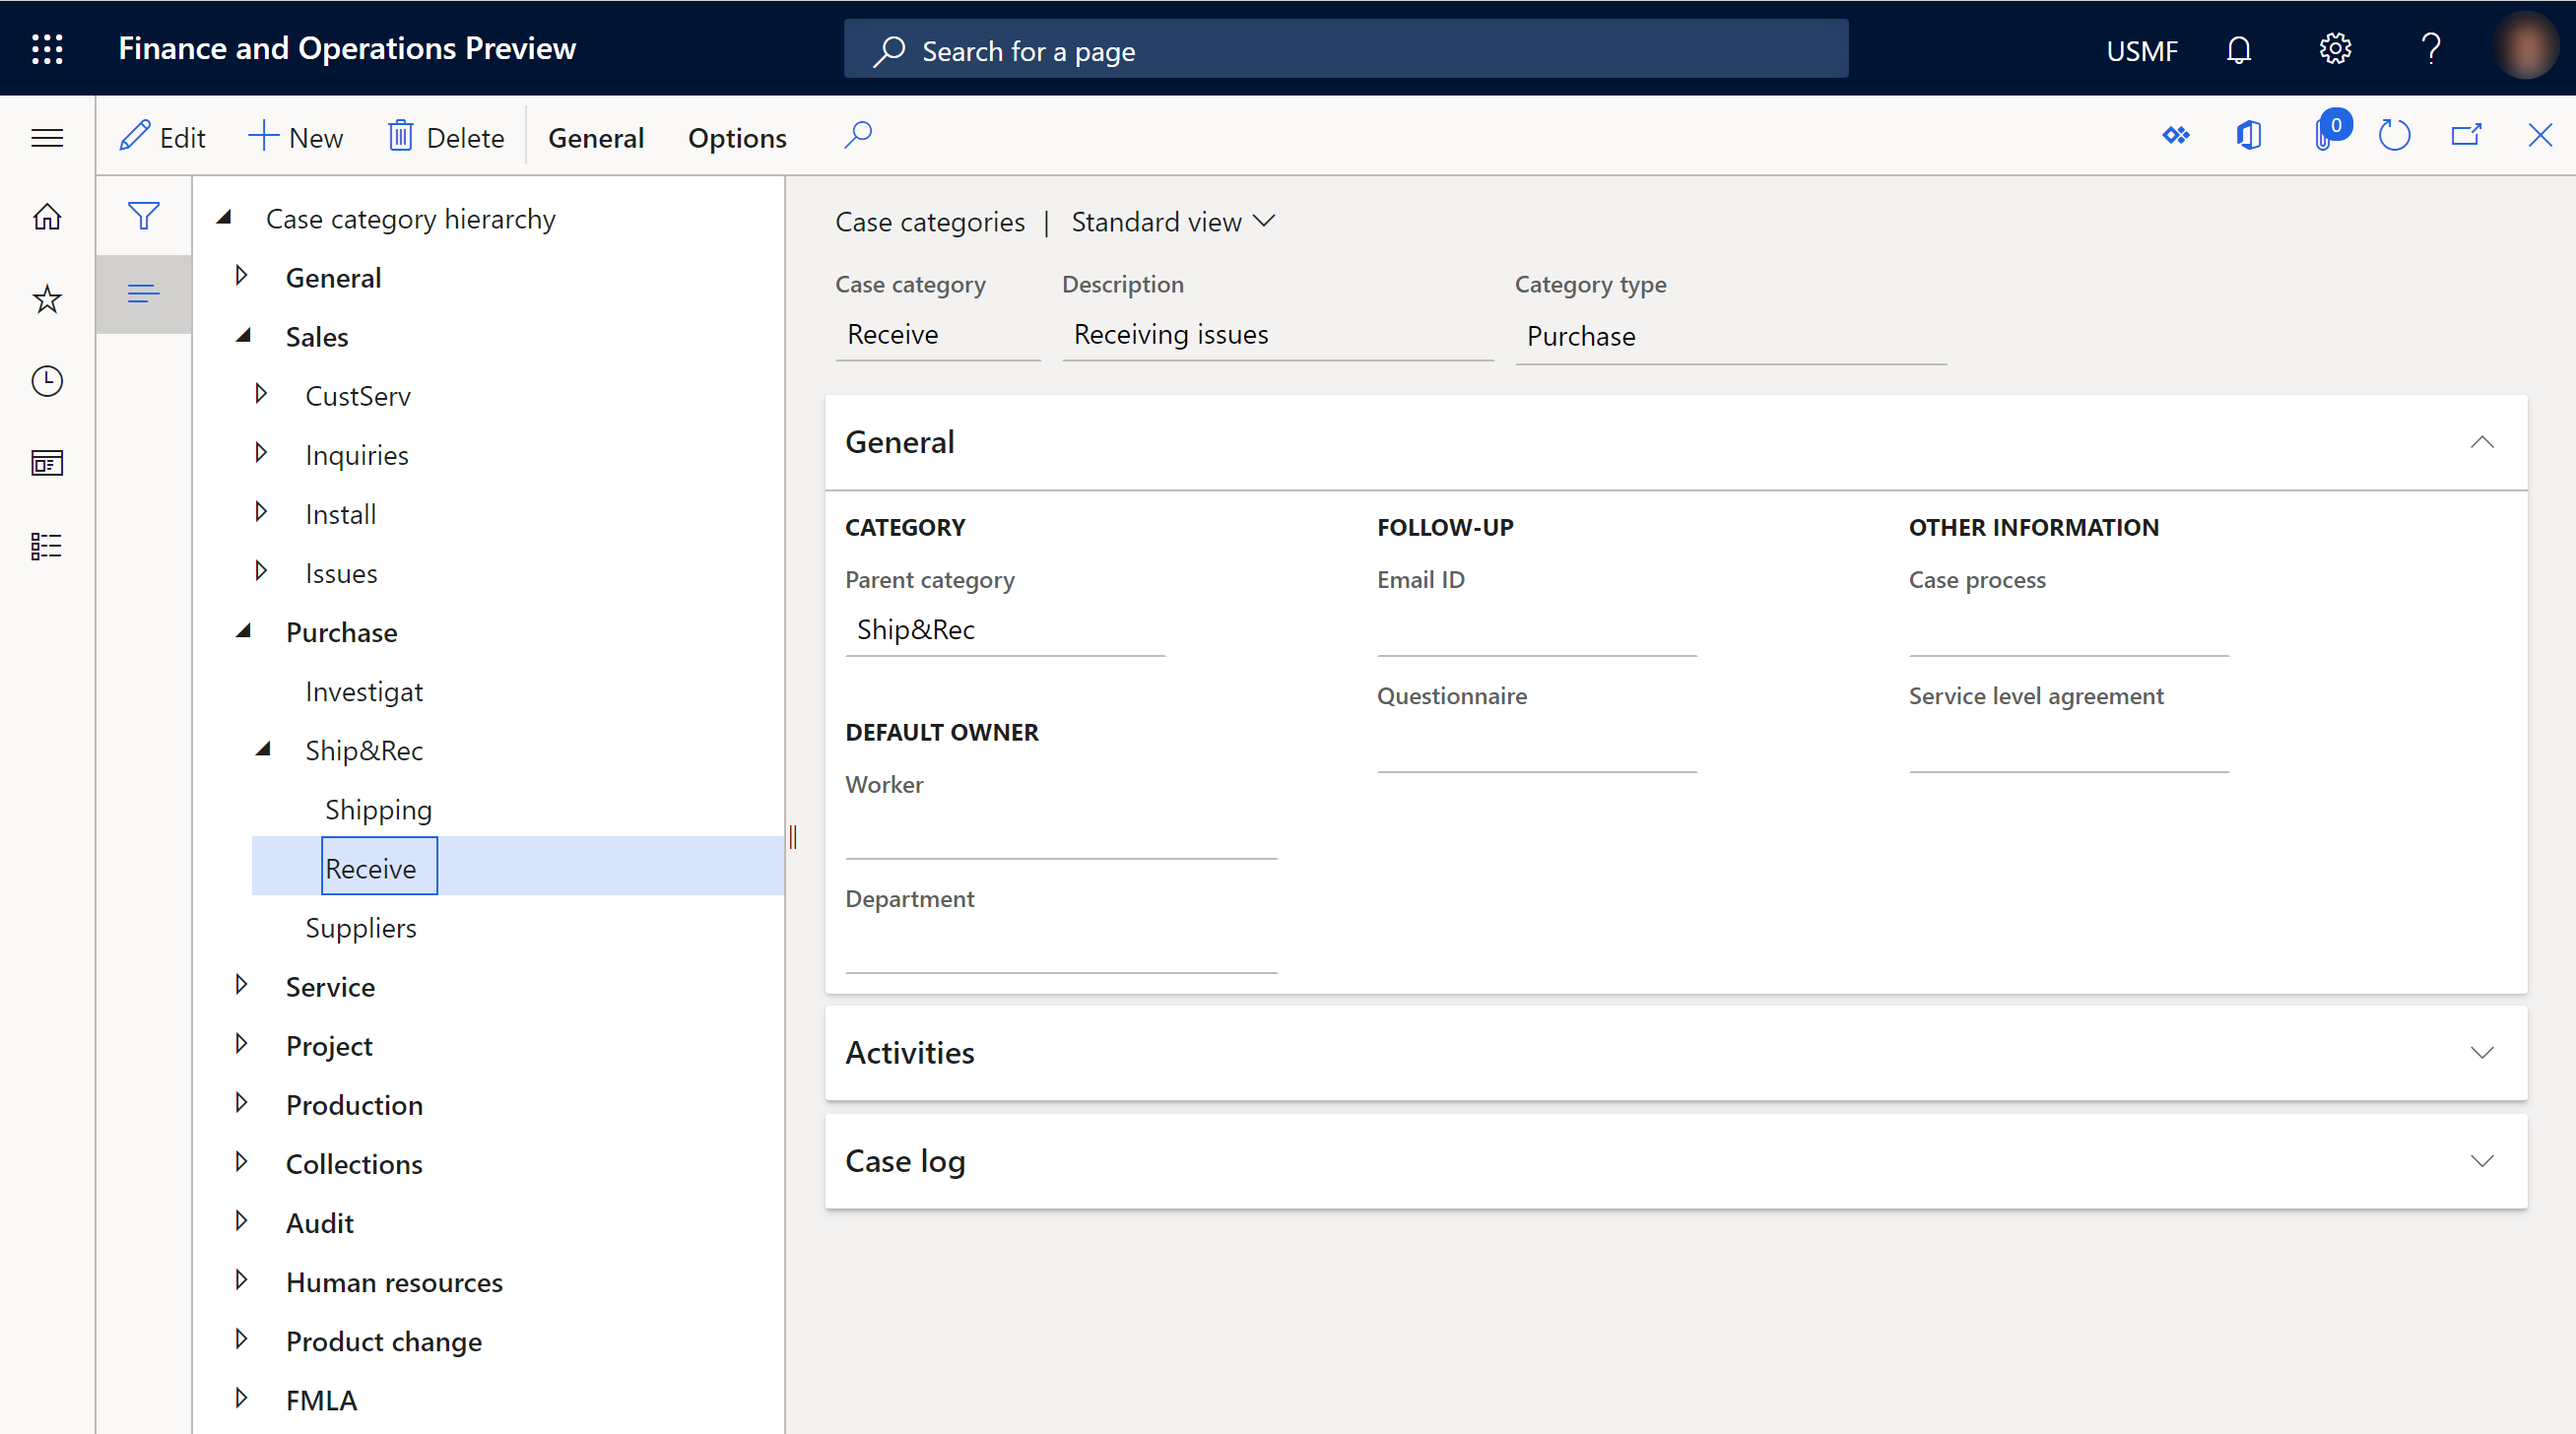 Finance and Operations Preview
Search for a page
USMF
Edit
New
Delete
General
Options
0
Case category hierarchy
General
Sales
CustServ
Inquiries
Install
Issues
Purchase
Investigat
Ship&Rec
Shipping
Receive
Suppliers
Service
Project
Production
Collections
Audit
Human resources
Product change
FMLA
Case categories | Standard view
Case category Description Category type
Receive Receiving issues Purchase
General
CATEGORY
Parent category
Ship&Rec
DEFAULT OWNER
Worker
Department
FOLLOW-UP
Email ID
Questionnaire
OTHER INFORMATION
Case process
Service level agreement
Activities
Case log